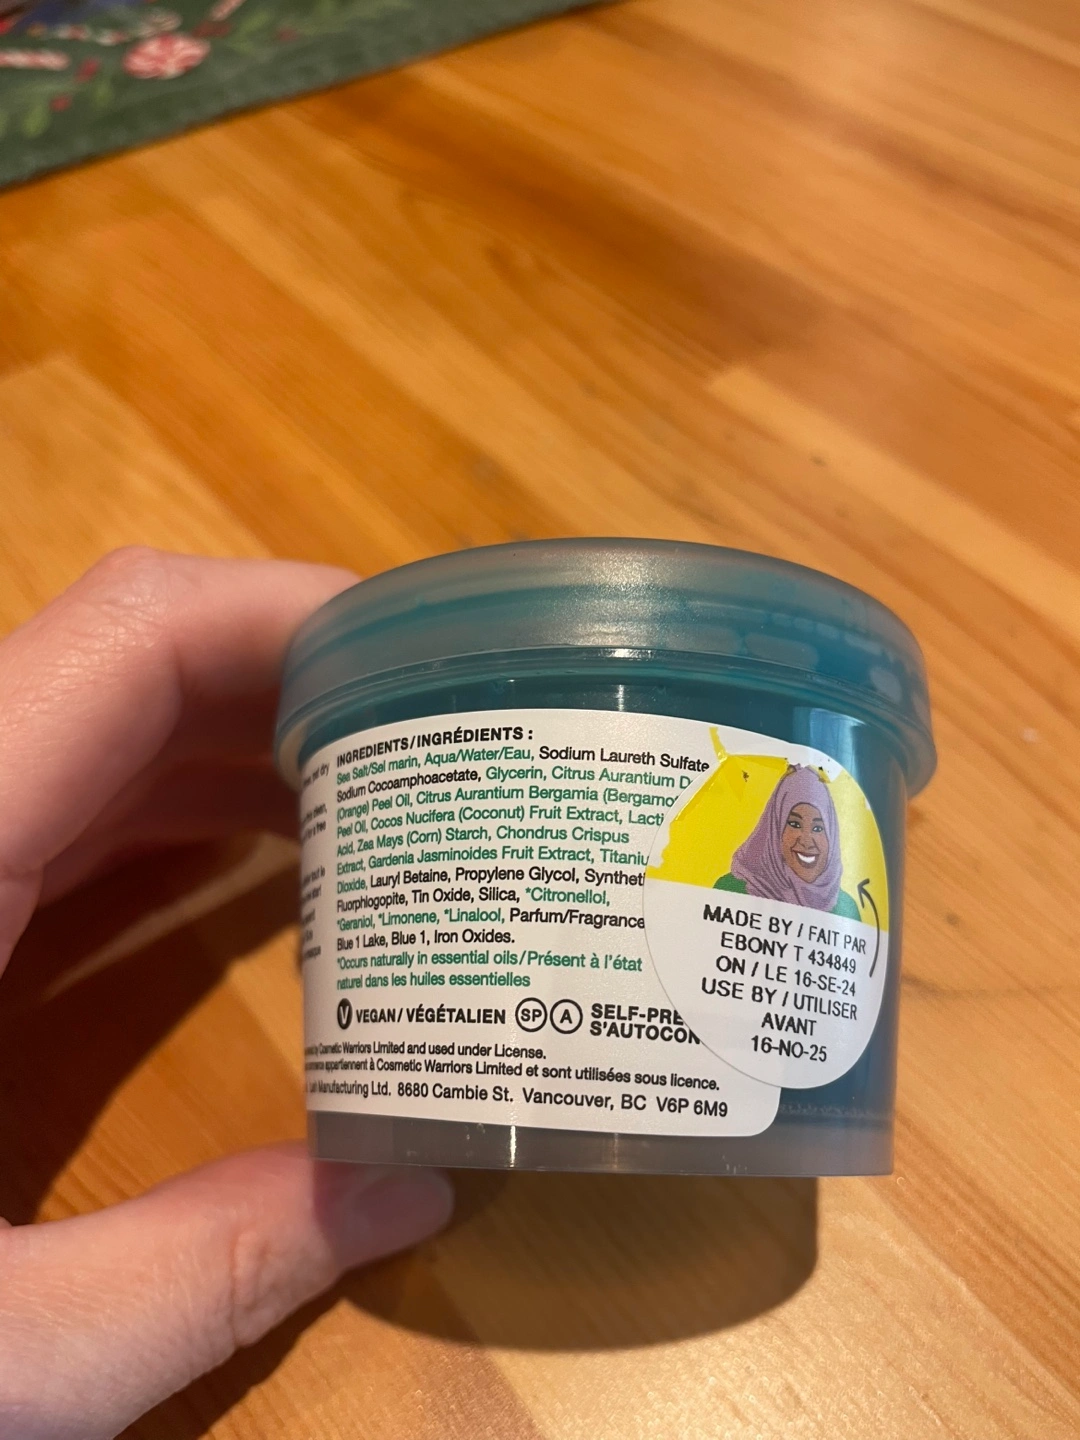 INGREDIENTS/INGRÉDIENTS :
Sea Salt/Sel marin, Aqua/Water/Eau, Sodium Laureth Sulfate
Sodium Cocoamphoacetate, Glycerin, Citrus Aurantium
(Orange) Peel Oil, Citrus Aurantium Bergamia
Peel Oil, Cocos Nucifera (Coconut) Fruit Extract,
Acid, Zea Mays (Corn) Starch, Chondrus Crispus
Extract, Gardenia Jasminoides Fruit Extract,
Dioxide, Lauryl Betaine, Propylene Glycol,
Fluorphlogopite, Tin Oxide, Silica, *Citronellol,
*Geraniol, *Limonene, *Linalool, Parfum/Fragrance
Blue 1 Lake, Blue 1, Iron Oxides.
*Occurs naturally in essential oils/Présent à l'état
naturel dans les huiles essentielles
V VEGAN/VÉGÉTALIEN SP A SELF-PRE
S'AUTOCON
by Cosmetic Warriors Limited and used under License.
appartiennent à Cosmetic Warriors Limited et sont utilisées sous licence.
Lush Manufacturing Ltd. 8680 Cambie St. Vancouver, BC V6P 6M9
MADE BY / FAIT PAR
EBONY T 434849
ON / LE 16-SE-24
USE BY / UTILISER
AVANT
16-NO-25